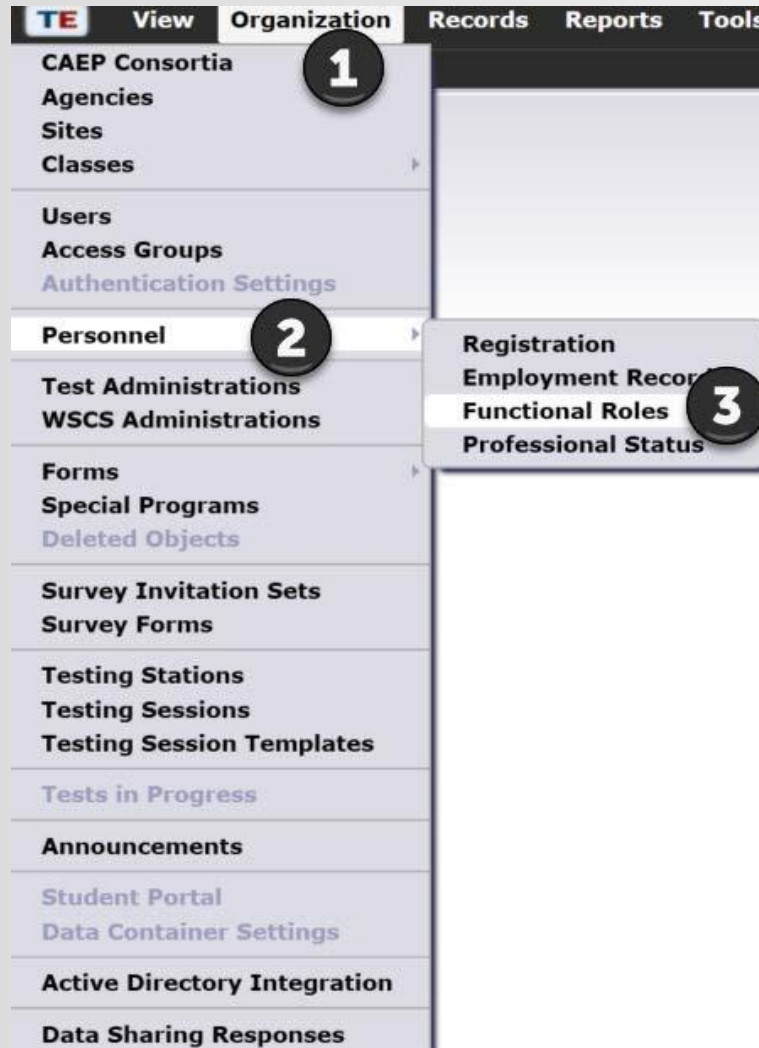 TE View Organization Records Reports Tools
1
CAEP Consortia
Agencies
Sites
Classes
Users
Access Groups
Authentication Settings
Personnel
2
Registration
Employment
Functional Roles
3
Professional Status
Test Administrations
WSCS Administrations
Forms
Special Programs
Deleted Objects
Survey Invitation Sets
Survey Forms
Testing Stations
Testing Sessions
Testing Session Templates
Tests in Progress
Announcements
Student Portal
Data Container Settings
Active Directory Integration
Data Sharing Responses